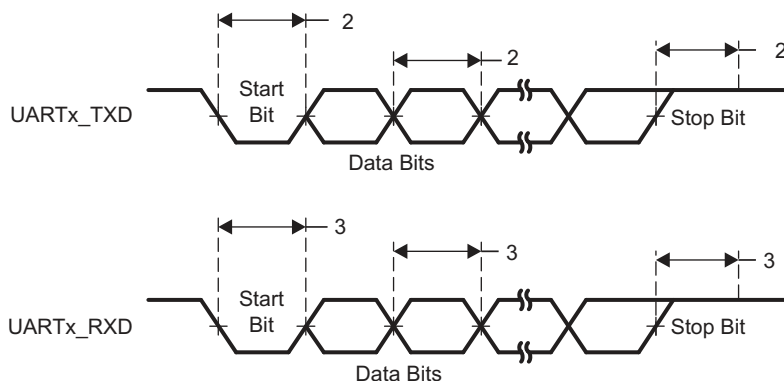 2
2
2
Start
Bit
UARTx_TXD
Stop Bit
Data Bits
3
3
3
Start
Bit
UARTx_RXD
Stop Bit
Data Bits